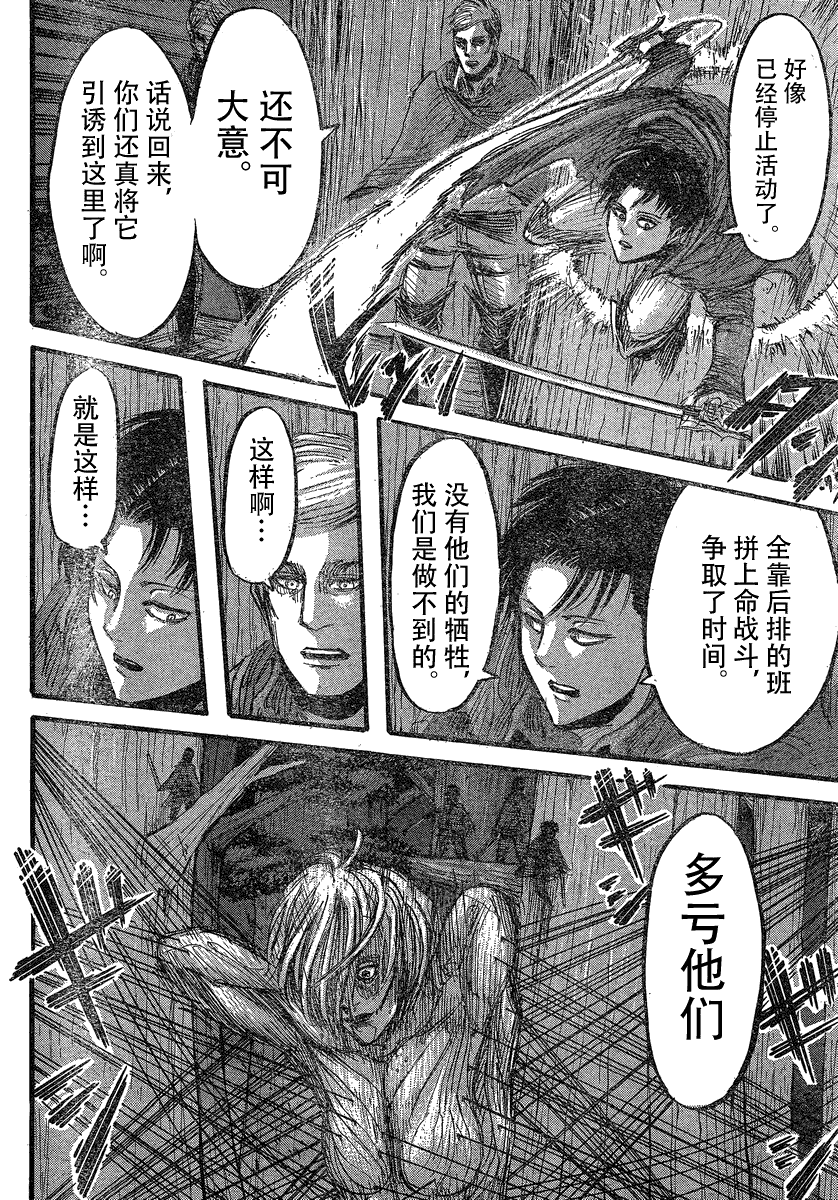 好像
已经停止活动了。
还不可
大意。
话说回来，
你们还真将它
引诱到这里了啊。
全靠后排的班
拼上命战斗，
争取了时间。
没有他们的牺牲，
我们是做不到的。
这样啊…
就是这样…
多亏他们